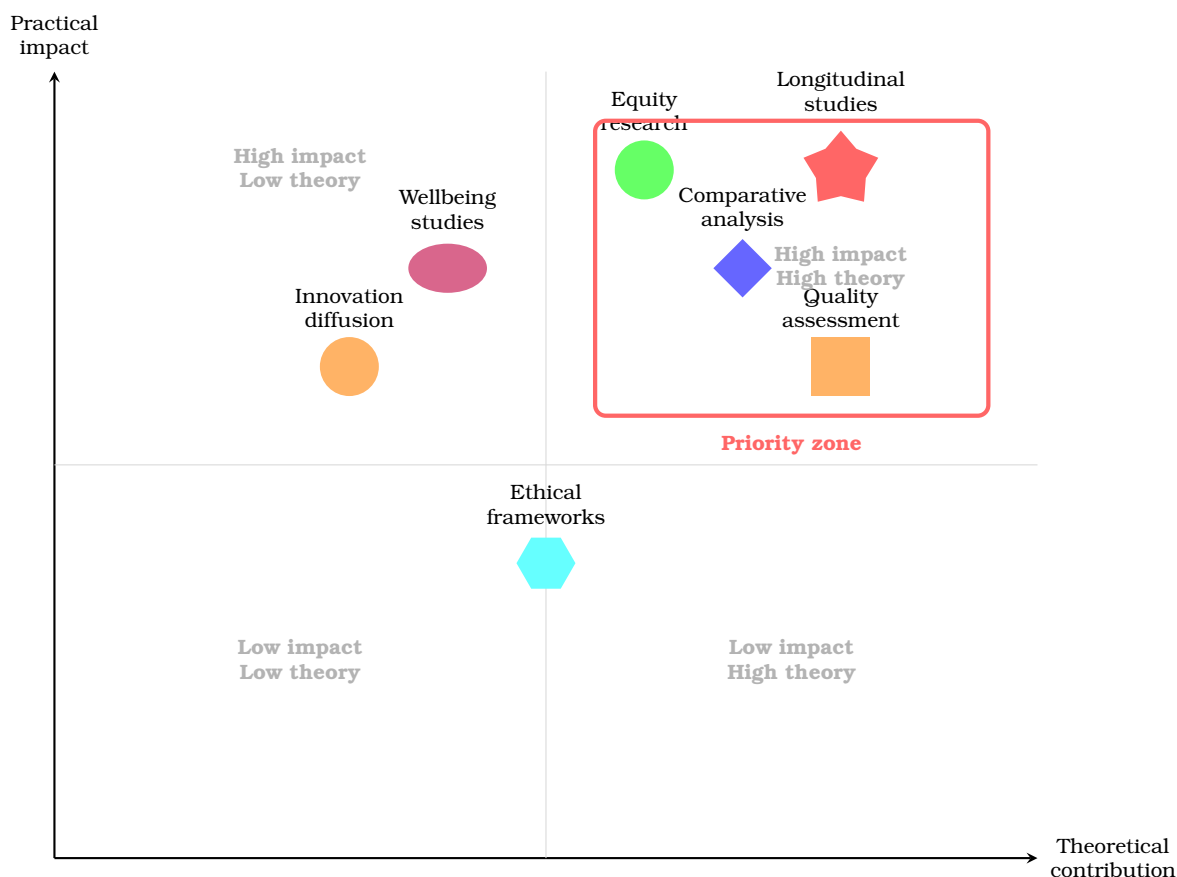 Practical
impact
Longitudinal
studies
Equity
research
High impact
Low theory
Wellbeing
studies
Comparative
analysis
High impact
High theory
Innovation
diffusion
Quality
assessment
Priority zone
Ethical
frameworks
Low impact
Low theory
Low impact
High theory
Theoretical
contribution